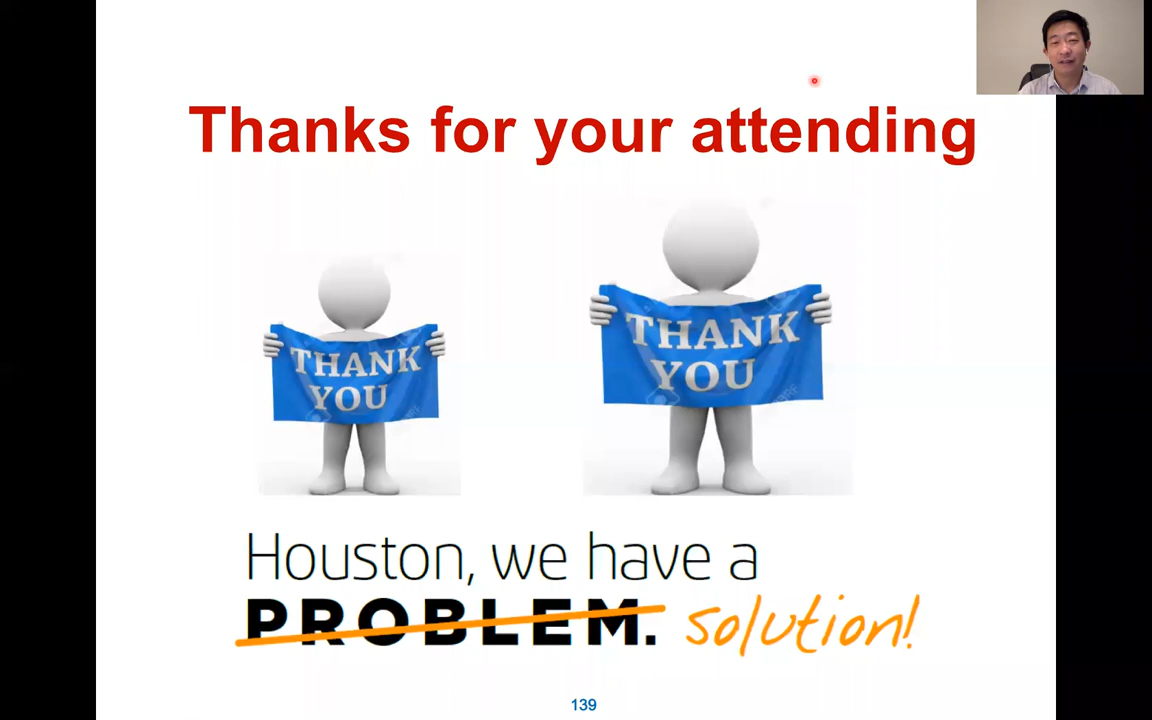 Thanks for your attending
THANK
YOU
THANK
YOU
Houston, we have a
PROBLEM. solution!
139